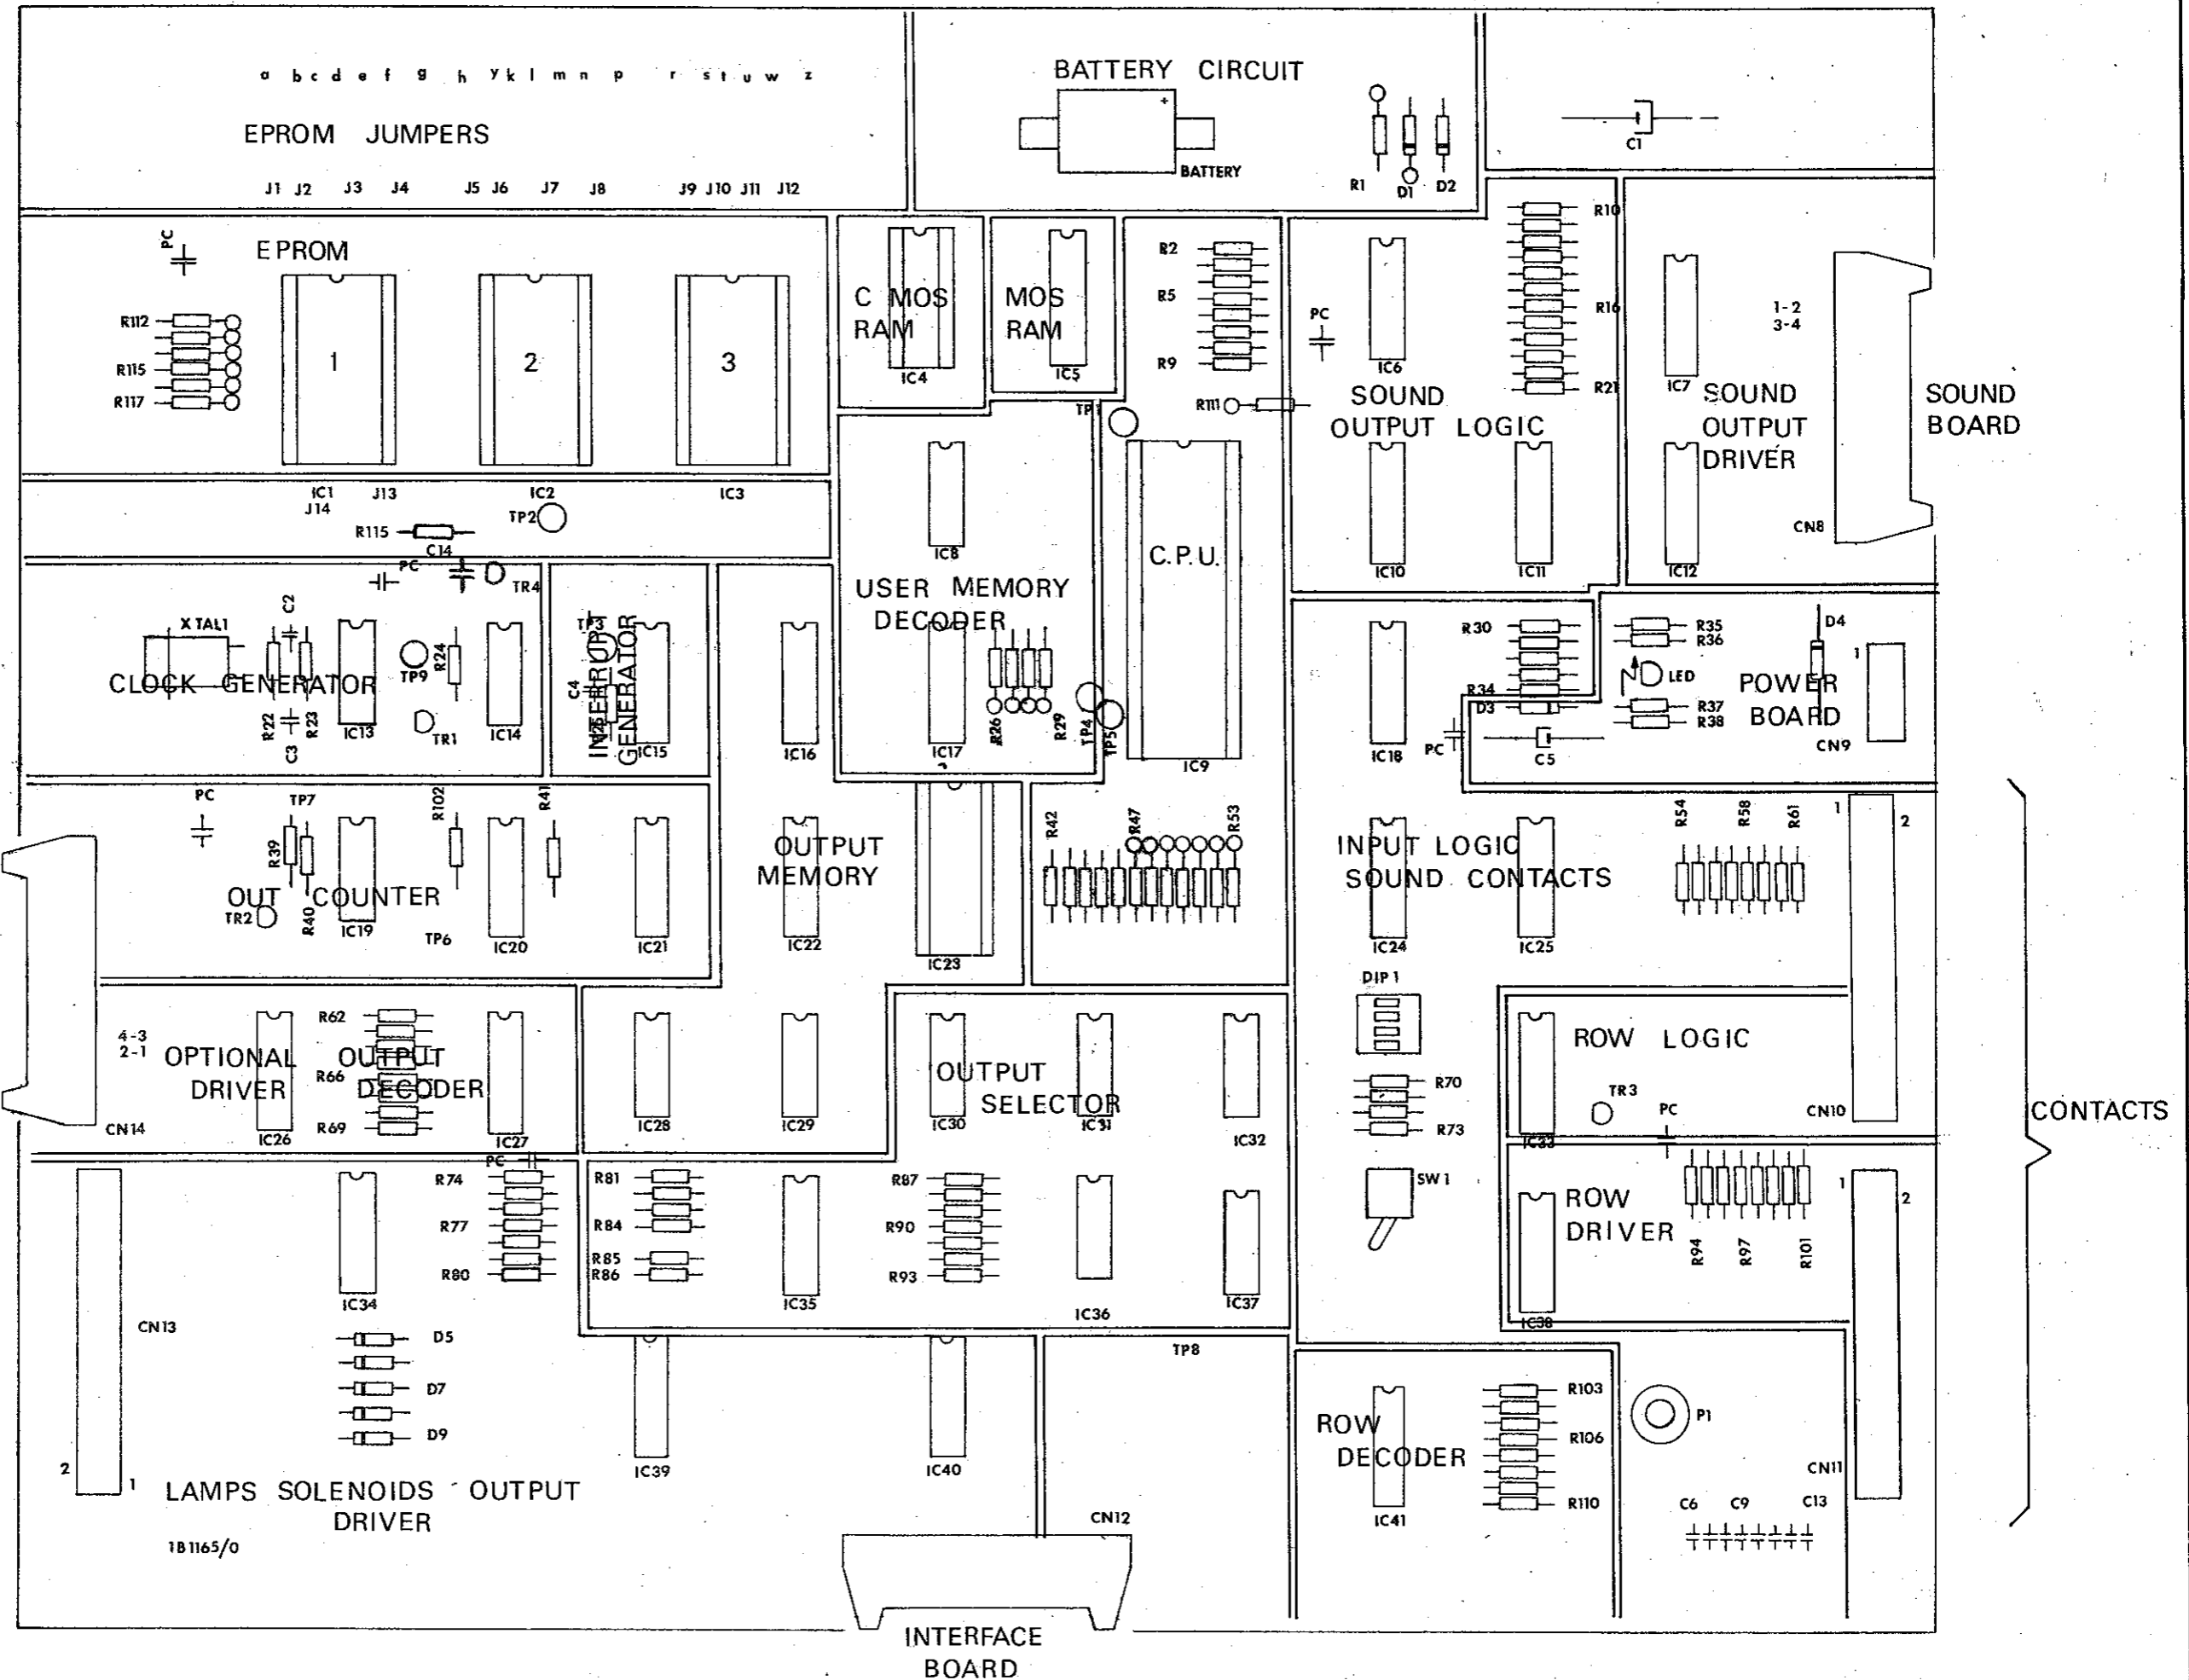 a b c d e f g h y k l m n p r s t u w z
EPROM JUMPERS
J1 J2 J3 J4 J5 J6 J7 J8 J9 J10 J11 J12
BATTERY CIRCUIT
+
BATTERY
R1 D1 D2
C1
PC
EPROM
R112
R115
R117
1 2 3
IC1 J13 IC2 IC3
J14
R115
TP2
C14
C MOS
RAM
IC4
MOS
RAM
IC5
R2
R5
R9
R111
TP1
C.P.U.
IC9
PC
IC6
R10
R16
R21
SOUND
OUTPUT LOGIC
IC10 IC11
IC7
1-2
3-4
SOUND
OUTPUT
DRIVER
CN8
IC12
SOUND
BOARD
IC8
USER MEMORY
DECODER
IC17
R26 R29 TP4 TP5
PC TR4
X TAL1 C2
R24
TP9
CLOCK GENERATOR
R22 C3 R23 IC13 TR1 IC14
TP3
C4
INTERRUPT
GENERATOR
IC15
IC16
R30
R34
D3
IC18
PC
C5
R35
R36
LED
R37
R38
D4
1
POWER
BOARD
CN9
PC TP7 R102 R41
R39
OUT COUNTER
TR2 R40 IC19 TP6 IC20 IC21
OUTPUT
MEMORY
IC22 IC23
R42 R47 R53
INPUT LOGIC
SOUND CONTACTS
IC24 IC25
R54 R58 R61
1 2
DIP 1
R70
R73
SW 1
ROW LOGIC
TR3 PC
IC33
CN10
CONTACTS
4-3
2-1
R62
R66
R69
OPTIONAL OUTPUT
DRIVER DECODER
CN14 IC26 IC27
IC28 IC29
OUTPUT
SELECTOR
IC30 IC31 IC32
PC
R74
R77
R80
IC34
R81
R84
R85
R86
IC35
R87
R90
R93
IC36 IC37
ROW
DRIVER
R94 R97 R101
IC38
1 2
CN13
D5
D7
D9
2 1
LAMPS SOLENOIDS OUTPUT
DRIVER
1B1165/0
IC39 IC40
TP8
CN12
INTERFACE
BOARD
ROW
DECODER
IC41
R103
R106
R110
P1
CN11
C6 C9 C13